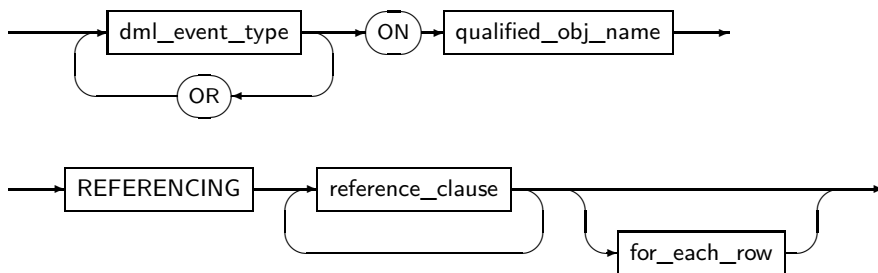 dml_event_type ON qualified_obj_name
OR
REFERENCING reference_clause
for_each_row